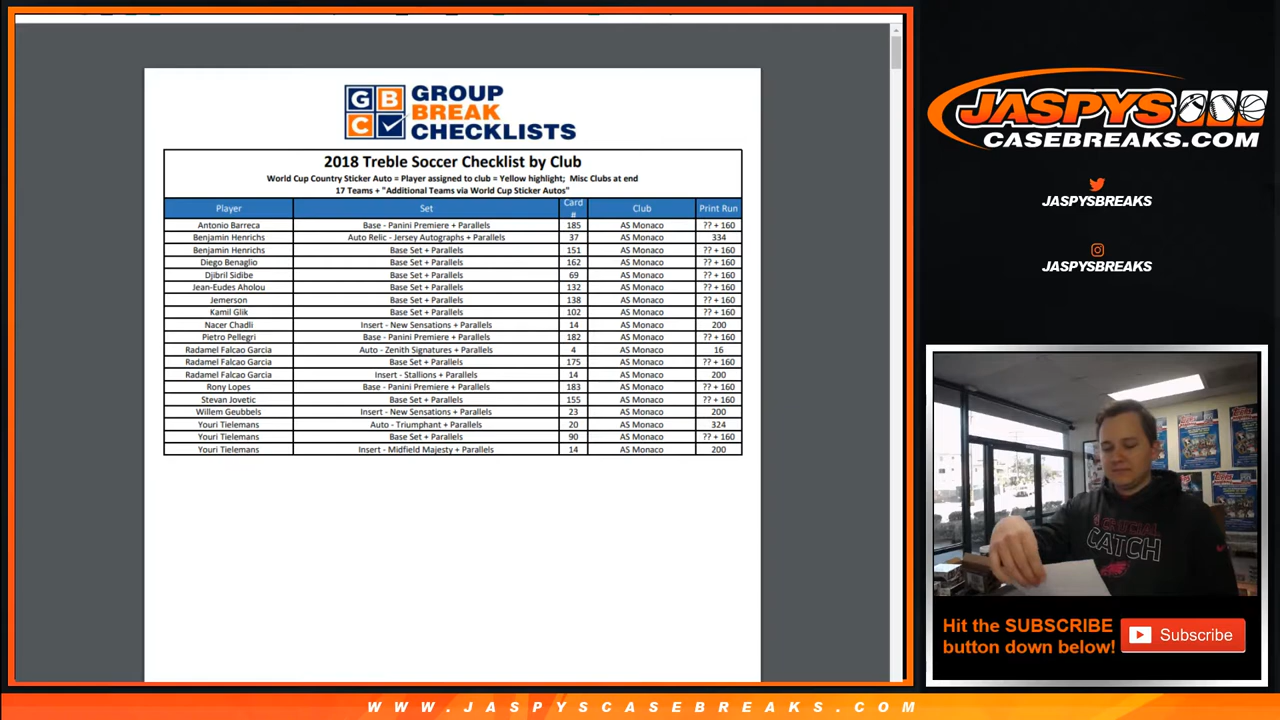 GBC
GROUP
BREAK
CHECKLISTS
2018 Treble Soccer Checklist by Club
World Cup Country Sticker Auto = Player assigned to club = Yellow highlight; Misc Clubs at end
17 Teams + "Additional Teams via World Cup Sticker Autos"
Player Set Card # Club Print Run
Antonio Barreca Base - Panini Premiere + Parallels 185 AS Monaco ?? + 160
Benjamin Henrichs Auto Relic - Jersey Autographs + Parallels 37 AS Monaco 334
Benjamin Henrichs Base Set + Parallels 151 AS Monaco ?? + 160
Diego Benaglio Base Set + Parallels 162 AS Monaco ?? + 160
Djibril Sidibe Base Set + Parallels 69 AS Monaco ?? + 160
Jean-Eudes Aholou Base Set + Parallels 132 AS Monaco ?? + 160
Jemerson Base Set + Parallels 138 AS Monaco ?? + 160
Kamil Glik Base Set + Parallels 102 AS Monaco ?? + 160
Nacer Chadli Insert - New Sensations + Parallels 14 AS Monaco 200
Pietro Pellegri Base - Panini Premiere + Parallels 182 AS Monaco ?? + 160
Radamel Falcao Garcia Auto - Zenith Signatures + Parallels 4 AS Monaco 16
Radamel Falcao Garcia Base Set + Parallels 175 AS Monaco ?? + 160
Radamel Falcao Garcia Insert - Stallions + Parallels 14 AS Monaco 200
Rony Lopes Base - Panini Premiere + Parallels 183 AS Monaco ?? + 160
Stevan Jovetic Base Set + Parallels 155 AS Monaco ?? + 160
Willem Geubbels Insert - New Sensations + Parallels 23 AS Monaco 200
Youri Tielemans Auto - Triumphant + Parallels 20 AS Monaco 324
Youri Tielemans Base Set + Parallels 90 AS Monaco ?? + 160
Youri Tielemans Insert - Midfield Majesty + Parallels 14 AS Monaco 200
JASPYS
CASEBREAKS.COM
JASPYSBREAKS
JASPYSBREAKS
CRUCIAL
CATCH
Hit the SUBSCRIBE
button down below!
Subscribe
WWW.JASPYSCASEBREAKS.COM